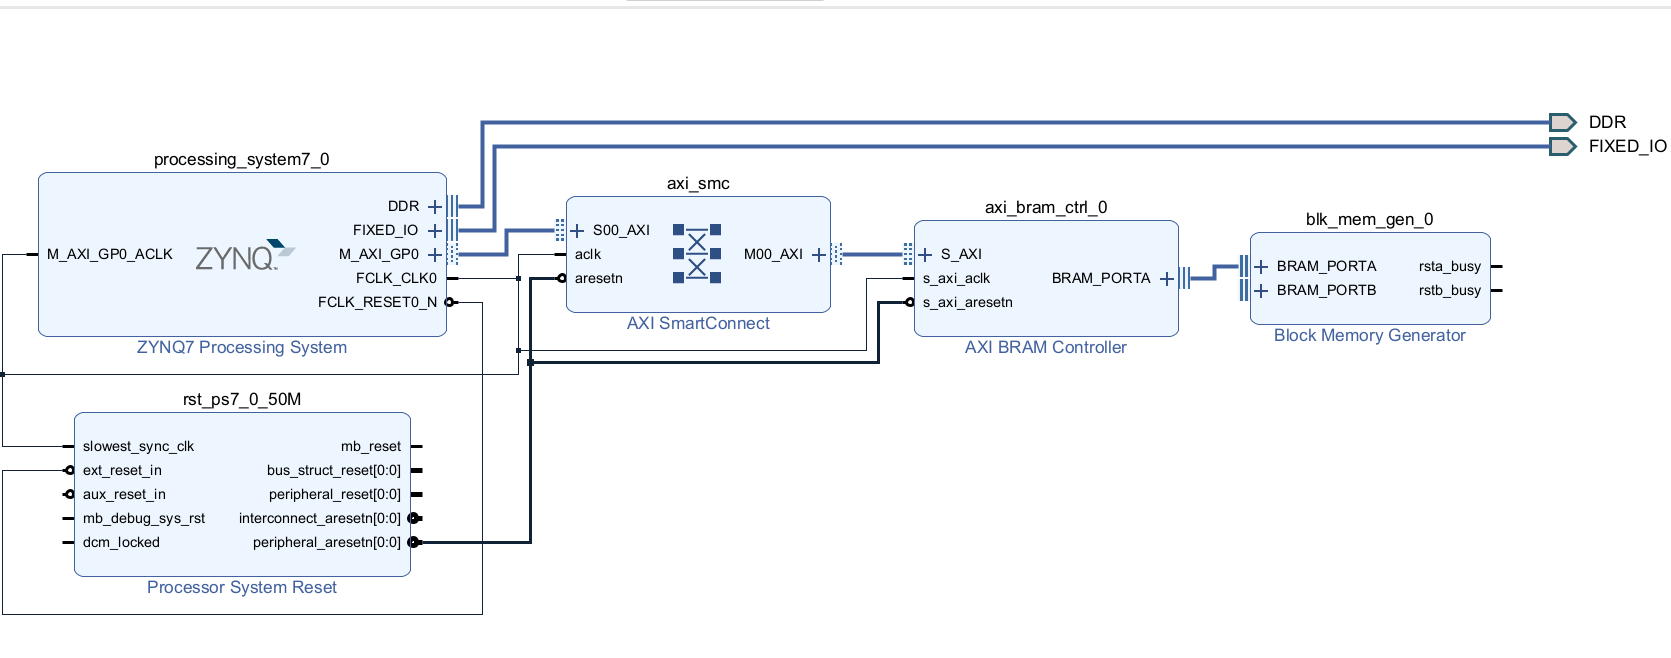 DDR
FIXED_IO
processing_system7_0
DDR
FIXED_IO
M_AXI_GP0_ACLK
ZYNQ
M_AXI_GP0
FCLK_CLK0
FCLK_RESET0_N
ZYNQ7 Processing System
axi_smc
S00_AXI
aclk
aresetn
M00_AXI
AXI SmartConnect
axi_bram_ctrl_0
S_AXI
s_axi_aclk
s_axi_aresetn
BRAM_PORTA
AXI BRAM Controller
blk_mem_gen_0
BRAM_PORTA
BRAM_PORTB
rsta_busy
rstb_busy
Block Memory Generator
rst_ps7_0_50M
slowest_sync_clk
ext_reset_in
aux_reset_in
mb_debug_sys_rst
dcm_locked
mb_reset
bus_struct_reset[0:0]
peripheral_reset[0:0]
interconnect_aresetn[0:0]
peripheral_aresetn[0:0]
Processor System Reset